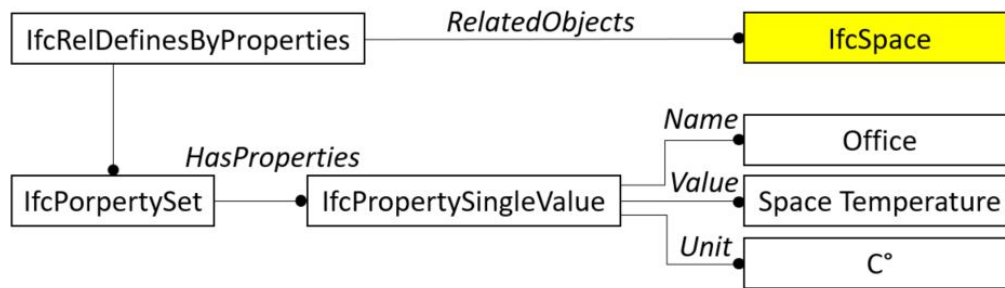 RelatedObjects
IfcRelDefinesByProperties
IfcSpace
Name
Office
HasProperties
Value
IfcPorpertySet
IfcPropertySingleValue
Space Temperature
Unit
C°